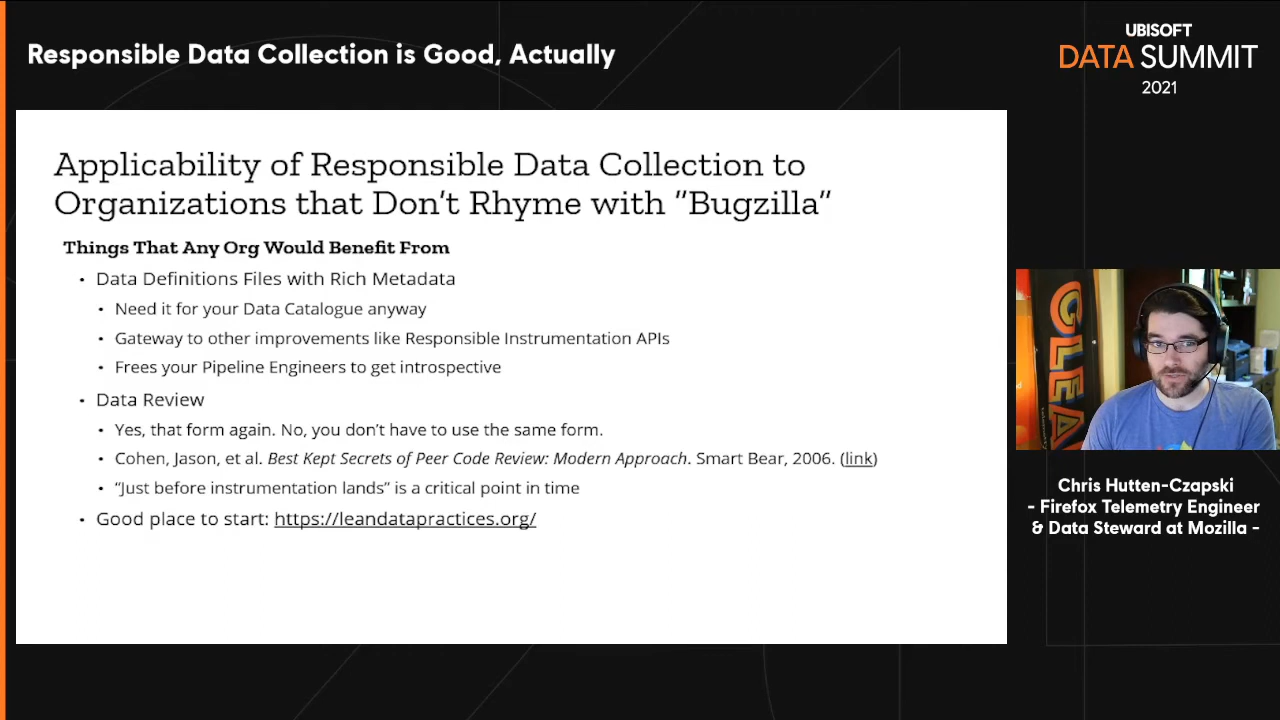 Responsible Data Collection is Good, Actually
UBISOFT
DATA SUMMIT
2021
Applicability of Responsible Data Collection to
Organizations that Don't Rhyme with "Bugzilla"
Things That Any Org Would Benefit From
• Data Definitions Files with Rich Metadata
• Need it for your Data Catalogue anyway
• Gateway to other improvements like Responsible Instrumentation APIs
• Frees your Pipeline Engineers to get introspective
• Data Review
• Yes, that form again. No, you don't have to use the same form.
• Cohen, Jason, et al. Best Kept Secrets of Peer Code Review: Modern Approach. Smart Bear, 2006. (link)
• "Just before instrumentation lands" is a critical point in time
• Good place to start: https://leandatapractices.org/
GLEA
Chris Hutten-Czapski
- Firefox Telemetry Engineer
& Data Steward at Mozilla -